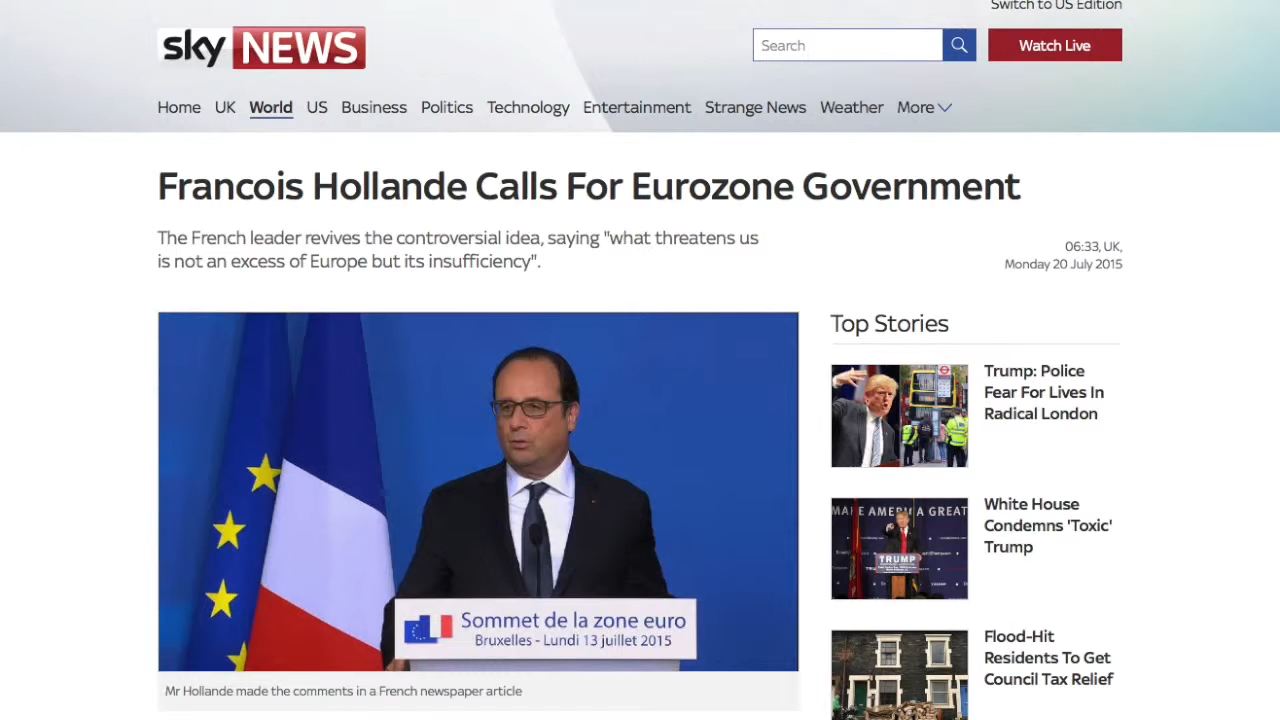 Switch to US Edition
sky NEWS
Search
Watch Live
Home UK World US Business Politics Technology Entertainment Strange News Weather More
Francois Hollande Calls For Eurozone Government
The French leader revives the controversial idea, saying "what threatens us
is not an excess of Europe but its insufficiency".
06:33, UK,
Monday 20 July 2015
Sommet de la zone euro
Bruxelles - Lundi 13 juillet 2015
Mr Hollande made the comments in a French newspaper article
Top Stories
Trump: Police
Fear For Lives In
Radical London
MAKE AMERICA GREAT
TRUMP
White House
Condemns 'Toxic'
Trump
Flood-Hit
Residents To Get
Council Tax Relief